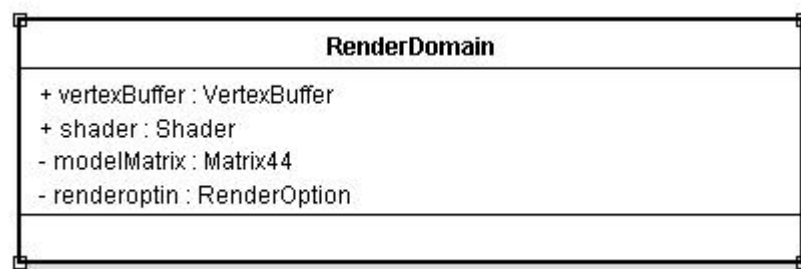 RenderDomain
+ vertexBuffer : VertexBuffer
+ shader : Shader
- modelMatrix : Matrix44
- renderoptin : RenderOption